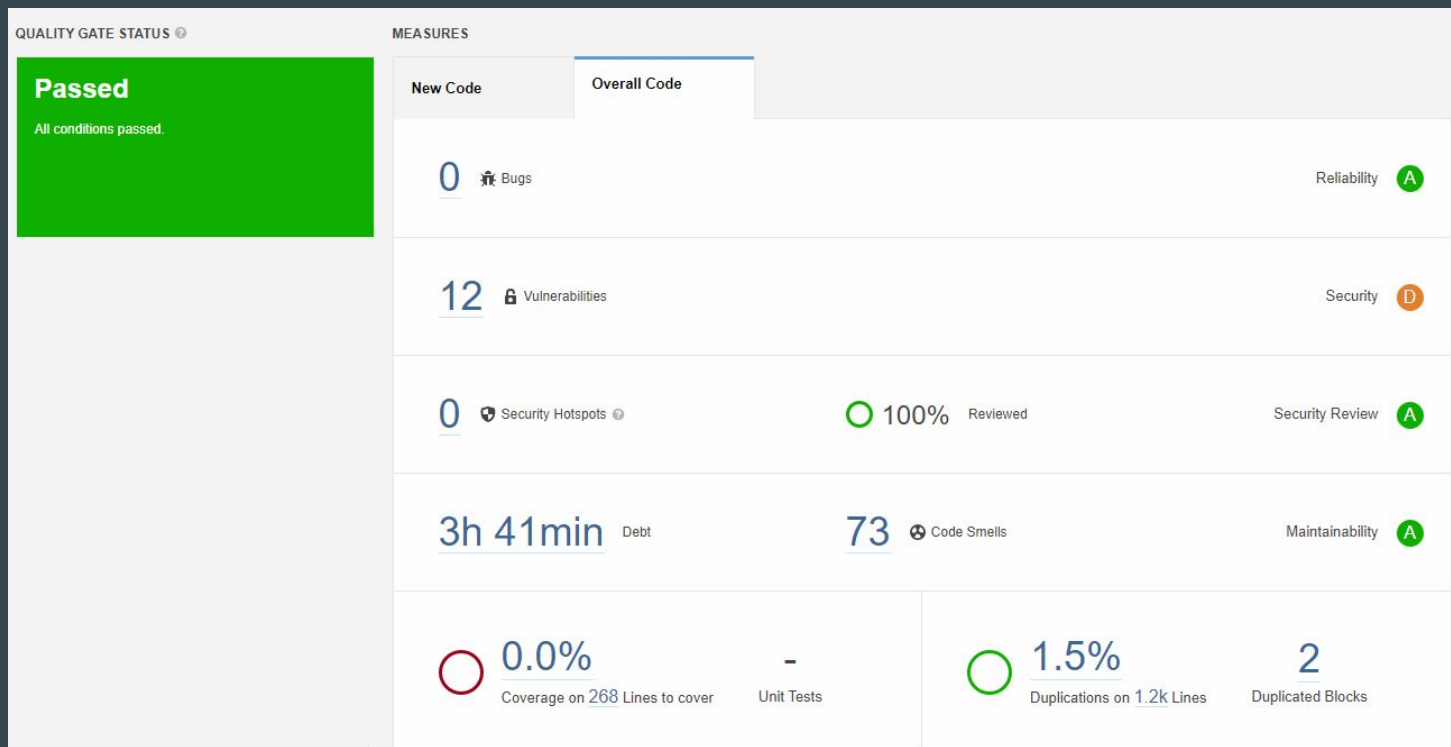 QUALITY GATE STATUS
MEASURES
Passed
All conditions passed.
New Code
Overall Code
0 Bugs
Reliability A
12 Vulnerabilities
Security D
0 Security Hotspots
100% Reviewed
Security Review A
3h 41min Debt
73 Code Smells
Maintainability A
0.0%
Coverage on 268 Lines to cover
-
Unit Tests
1.5%
Duplications on 1.2k Lines
2
Duplicated Blocks